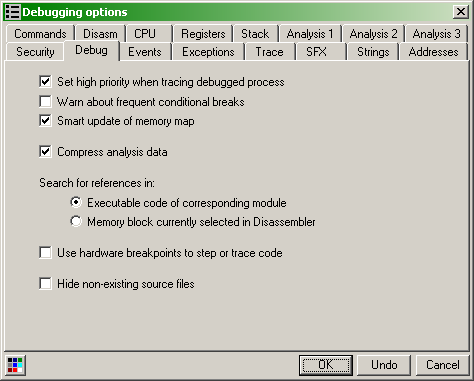 Debugging options
Commands Disasm CPU Registers Stack Analysis 1 Analysis 2 Analysis 3
Security Debug Events Exceptions Trace SFX Strings Addresses
Set high priority when tracing debugged process
Warn about frequent conditional breaks
Smart update of memory map
Compress analysis data
Search for references in:
Executable code of corresponding module
Memory block currently selected in Disassembler
Use hardware breakpoints to step or trace code
Hide non-existing source files
OK Undo Cancel